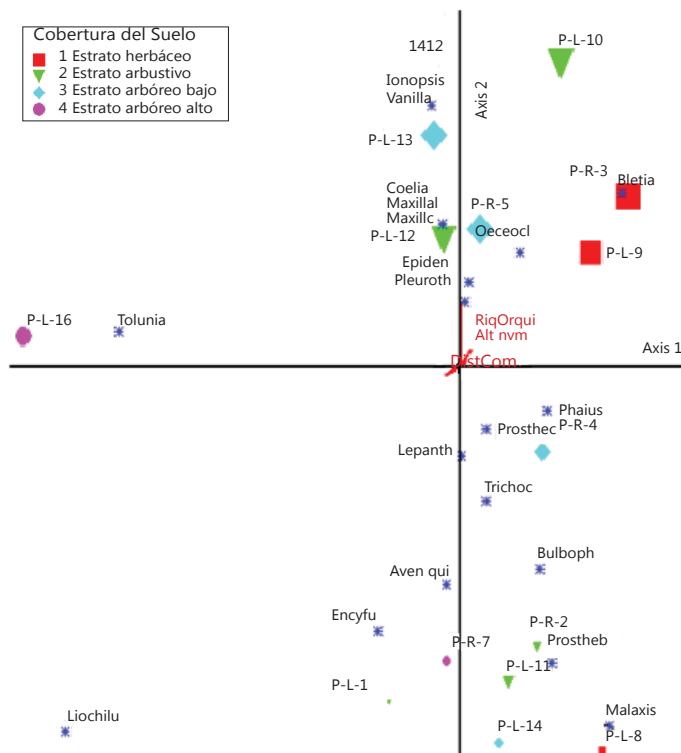 Cobertura del Suelo
1 Estrato herbáceo
2 Estrato arbustivo
3 Estrato arbóreo bajo
4 Estrato arbóreo alto
1412
Axis 2
P-L-10
Ionopsis
Vanilla
P-L-13
P-R-3
Bletia
Coelia
Maxillal
Maxillc
P-R-5
P-L-12
Oeceocl
P-L-9
Epiden
Pleuroth
P-L-16
Tolunia
RiqOrqui
Alt nvm
Axis 1
DistCom
Phaius
Prosthec
P-R-4
Lepanth
Trichoc
Bulboph
Aven qui
Encyfu
P-R-2
P-R-7
Prostheb
P-L-11
P-L-1
Liochilu
Malaxis
P-L-14
P-L-8